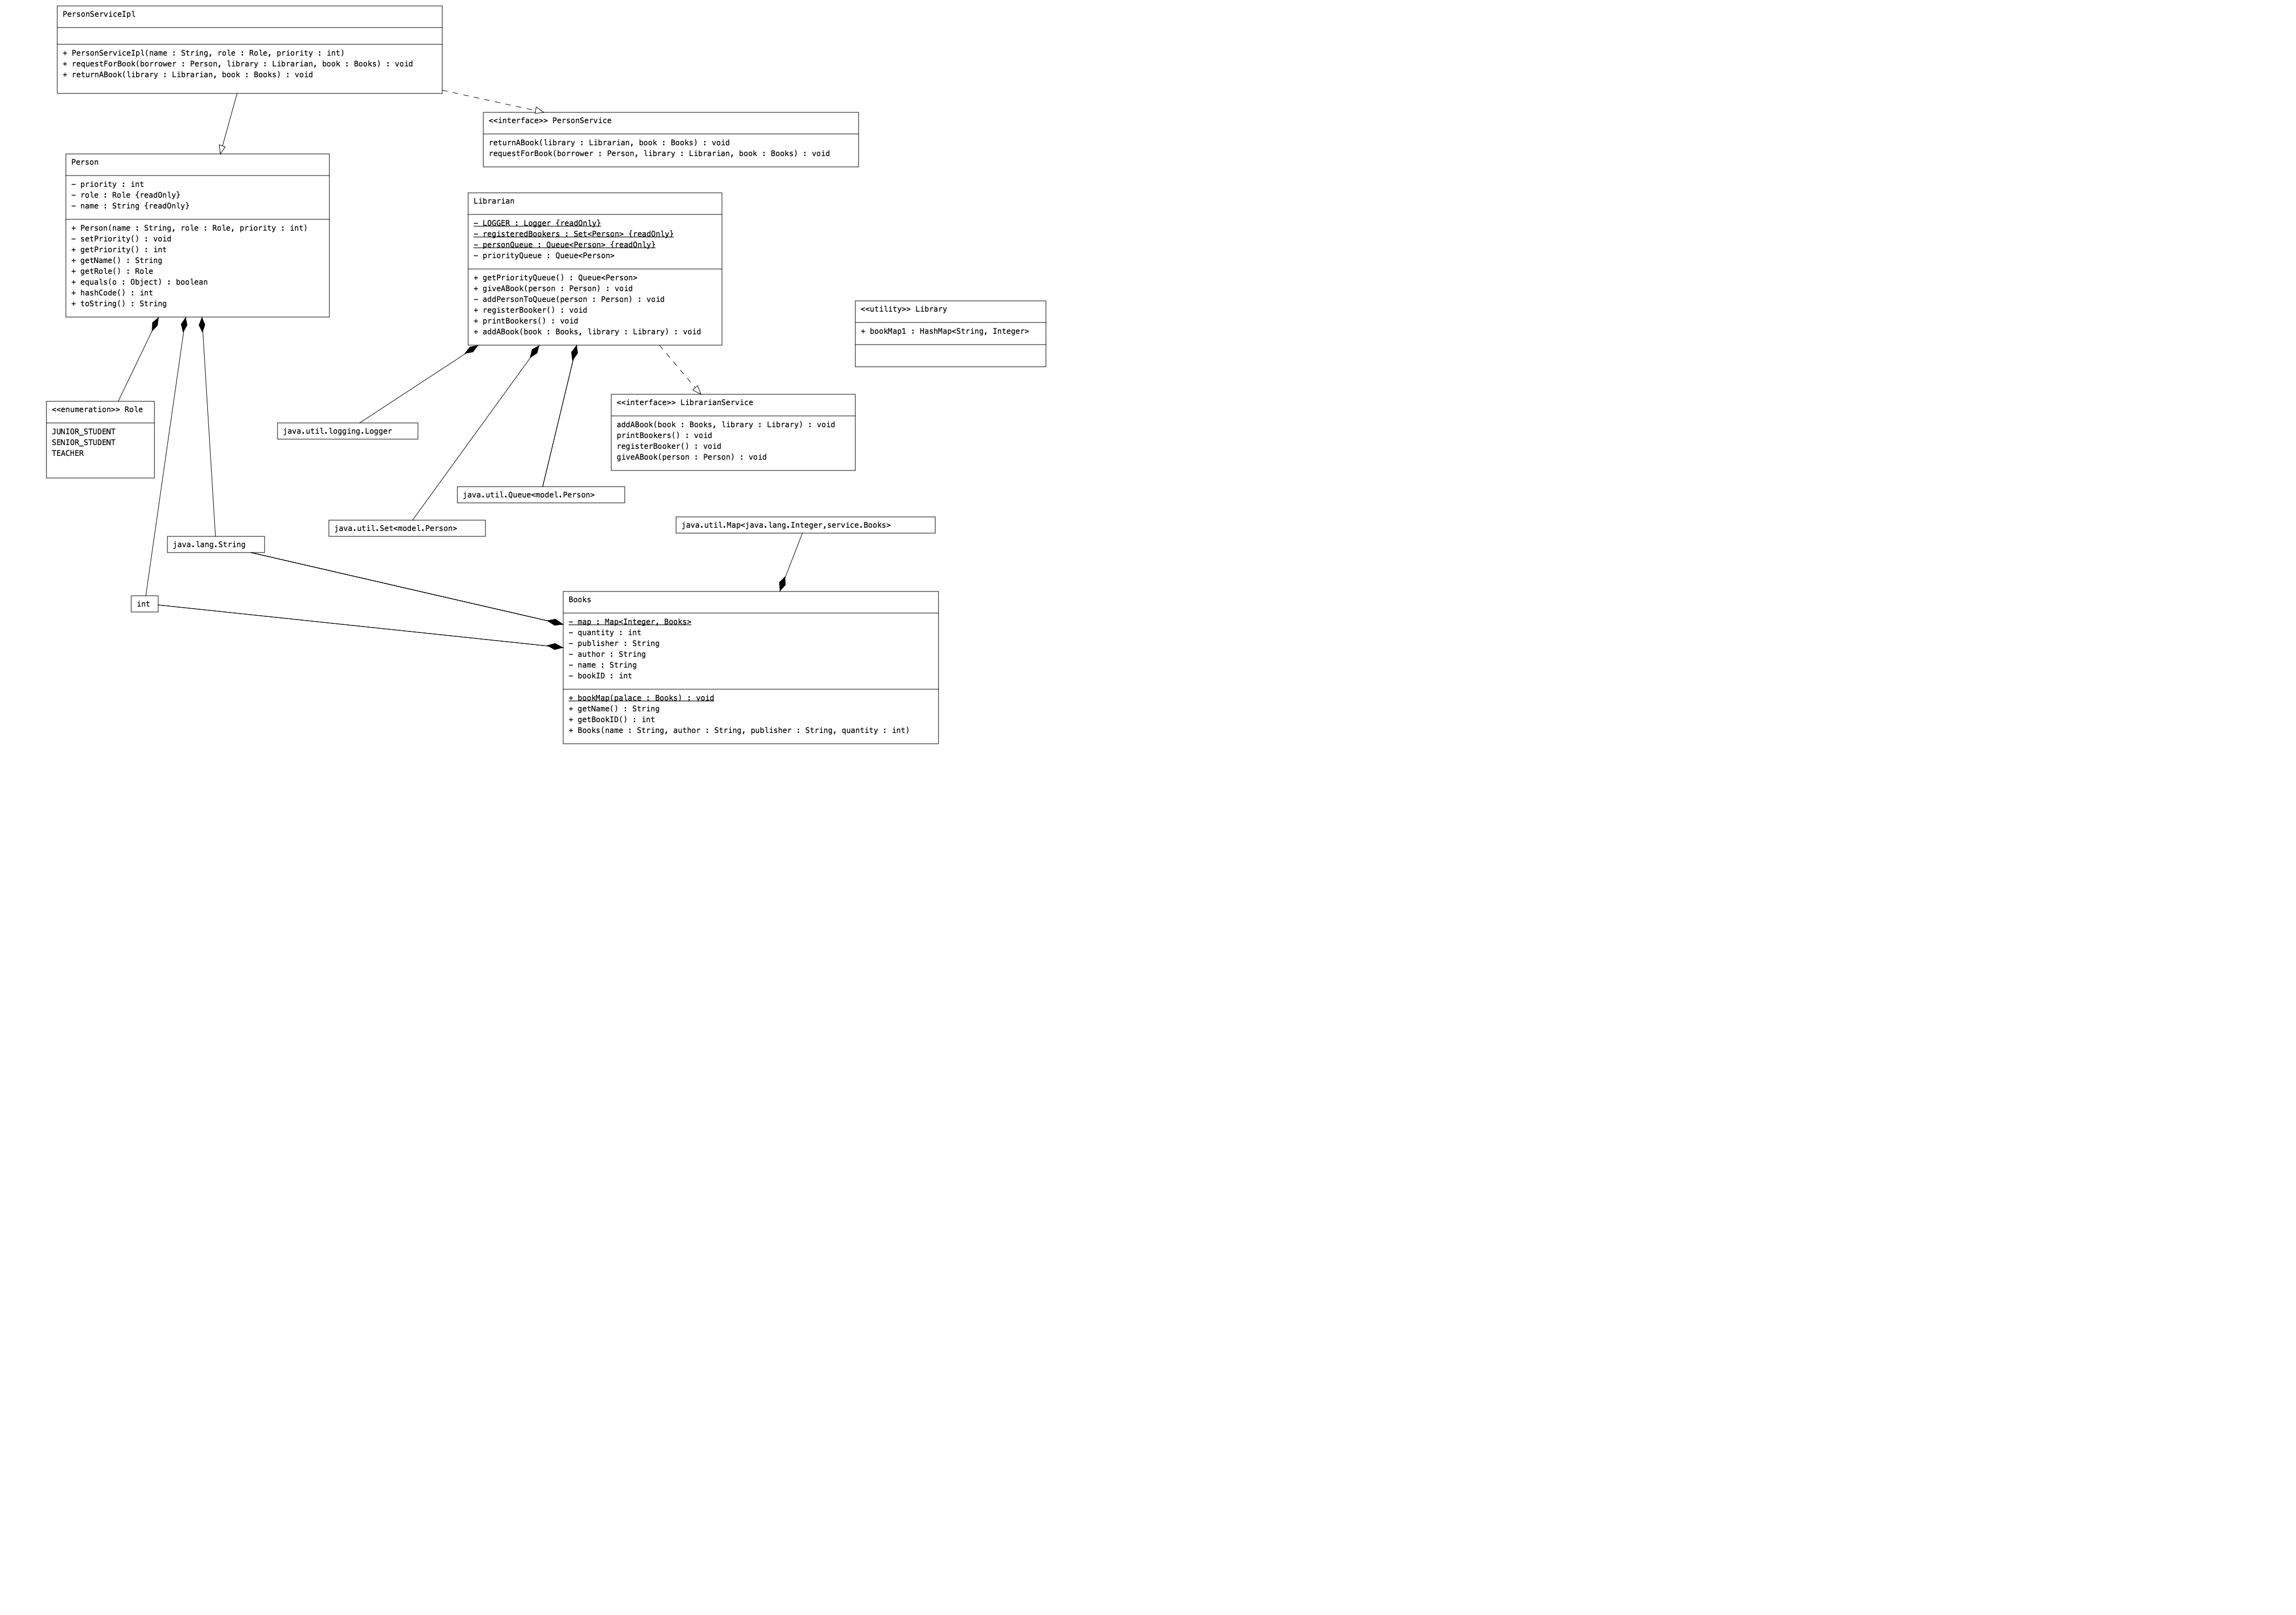 PersonServiceIpl
+ PersonServiceIpl(name : String, role : Role, priority : int)
+ requestForBook(borrower : Person, library : Librarian, book : Books) : void
+ returnABook(library : Librarian, book : Books) : void
<<interface>> PersonService
returnABook(library : Librarian, book : Books) : void
requestForBook(borrower : Person, library : Librarian, book : Books) : void
Person
− priority : int
− role : Role {readOnly}
− name : String {readOnly}
+ Person(name : String, role : Role, priority : int)
− setPriority() : void
+ getPriority() : int
+ getName() : String
+ getRole() : Role
+ equals(o : Object) : boolean
+ hashCode() : int
+ toString() : String
Librarian
− LOGGER : Logger {readOnly}
− registeredBookers : Set<Person> {readOnly}
− personQueue : Queue<Person> {readOnly}
− priorityQueue : Queue<Person>
+ getPriorityQueue() : Queue<Person>
+ giveABook(person : Person) : void
− addPersonToQueue(person : Person) : void
+ registerBooker() : void
+ printBookers() : void
+ addABook(book : Books, library : Library) : void
<<utility>> Library
+ bookMap1 : HashMap<String, Integer>
<<enumeration>> Role
JUNIOR_STUDENT
SENIOR_STUDENT
TEACHER
java.util.logging.Logger
<<interface>> LibrarianService
addABook(book : Books, library : Library) : void
printBookers() : void
registerBooker() : void
giveABook(person : Person) : void
java.util.Queue<model.Person>
java.util.Set<model.Person>
java.util.Map<java.lang.Integer,service.Books>
java.lang.String
int
Books
− map : Map<Integer, Books>
− quantity : int
− publisher : String
− author : String
− name : String
− bookID : int
+ bookMap(palace : Books) : void
+ getName() : String
+ getBookID() : int
+ Books(name : String, author : String, publisher : String, quantity : int)